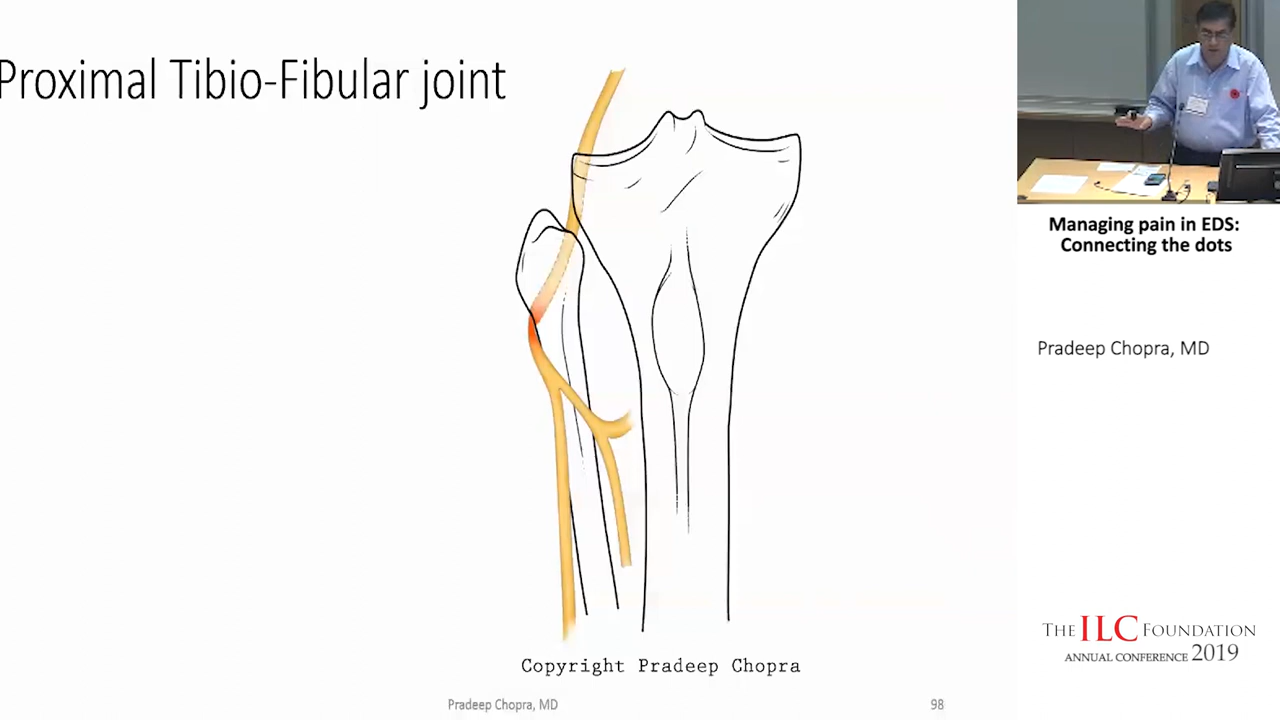 Proximal Tibio-Fibular joint
Copyright Pradeep Chopra
Pradeep Chopra, MD
98
Managing pain in EDS:
Connecting the dots
Pradeep Chopra, MD
THE ILC FOUNDATION
ANNUAL CONFERENCE 2019